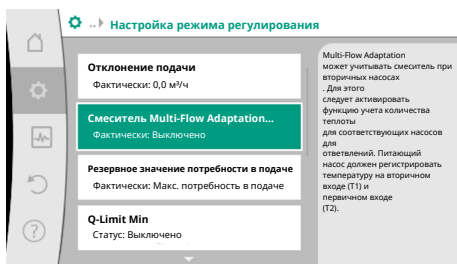 .. Настройка режима регулирования
Отклонение подачи
Фактически: 0,0 м³/ч
Смеситель Multi-Flow Adaptation...
Фактически: Выключено
Резервное значение потребности в подаче
Фактически: Макс. потребность в подаче
Q-Limit Min
Статус: Выключено
Multi-Flow Adaptation
может учитывать смеситель при
вторичных насосах
. Для этого
следует активировать
функцию учета количества
теплоты
для соответствующих насосов
для
ответвлений. Питающий
насос должен регистрировать
температуру на вторичном
входе (T1) и
первичном входе
(T2).
?